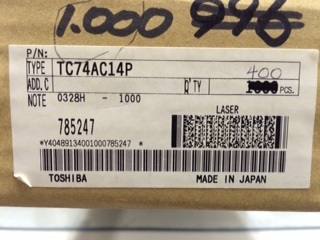 1.000 996
P/N:
TYPE TC74AC14P
ADD.C Q'TY 400 1000 PCS.
NOTE 0328H - 1000
LASER
785247
*Y04891340010000785247 *
TOSHIBA MADE IN JAPAN